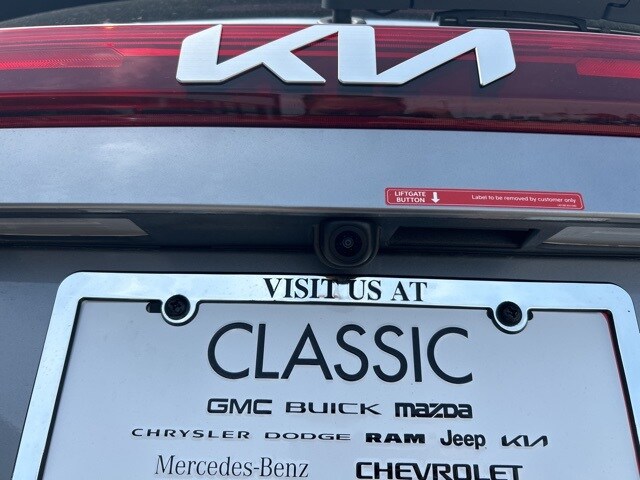 KIA
LIFTGATE BUTTON Label to be removed by customer only
VISIT US AT
CLASSIC
GMC BUICK mazda
CHRYSLER DODGE RAM Jeep KIA
Mercedes-Benz CHEVROLET